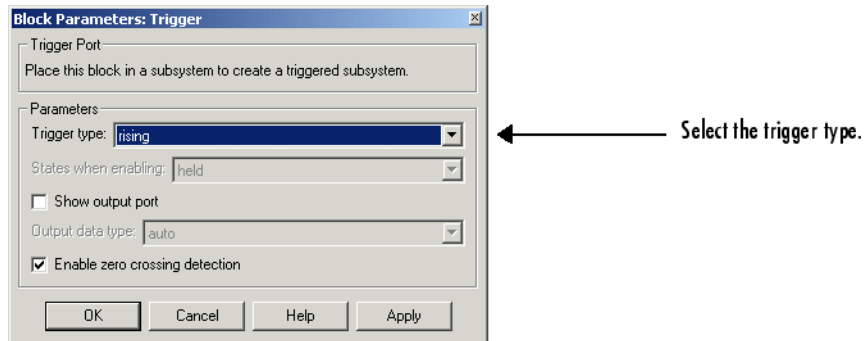 Block Parameters: Trigger
Trigger Port
Place this block in a subsystem to create a triggered subsystem.
Parameters
Trigger type: rising
Select the trigger type.
States when enabling: held
Show output port
Output data type: auto
Enable zero crossing detection
OK Cancel Help Apply